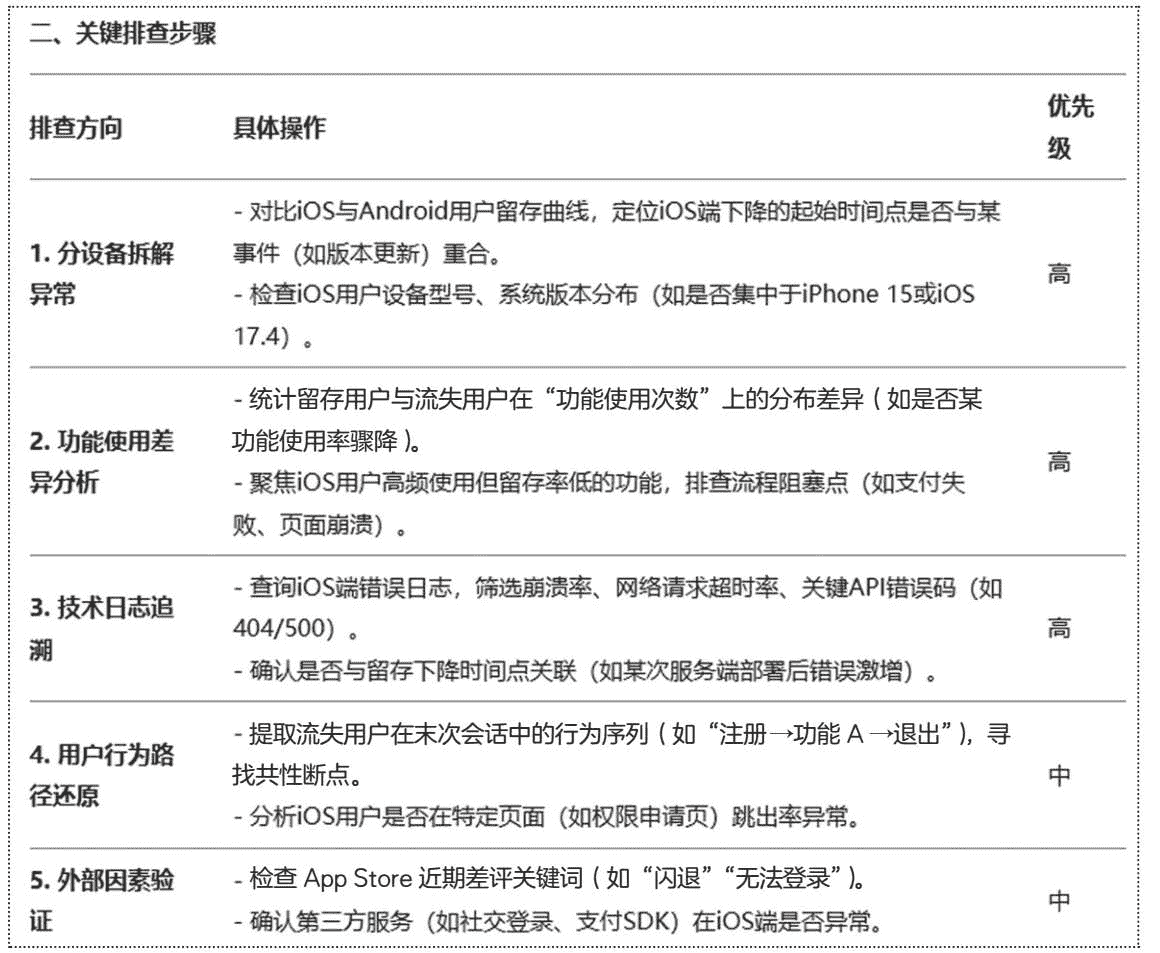 二、关键排查步骤
排查方向 具体操作 优先
级
1. 分设备拆解
异常
- 对比iOS与Android用户留存曲线，定位iOS端下降的起始时间点是否与某
事件（如版本更新）重合。
- 检查iOS用户设备型号、系统版本分布（如是否集中于iPhone 15或iOS
17.4）。
高
2. 功能使用差
异分析
- 统计留存用户与流失用户在“功能使用次数”上的分布差异（如是否某
功能使用率骤降）。
- 聚焦iOS用户高频使用但留存率低的功能，排查流程阻塞点（如支付失
败、页面崩溃）。
高
3. 技术日志追
溯
- 查询iOS端错误日志，筛选崩溃率、网络请求超时率、关键API错误码（如
404/500）。
- 确认是否与留存下降时间点关联（如某次服务端部署后错误激增）。
高
4. 用户行为路
径还原
- 提取流失用户在末次会话中的行为序列（如“注册→功能 A →退出”），寻
找共性断点。
- 分析iOS用户是否在特定页面（如权限申请页）跳出率异常。
中
5. 外部因素验
证
- 检查 App Store 近期差评关键词（如“闪退”“无法登录”）。
- 确认第三方服务（如社交登录、支付SDK）在iOS端是否异常。
中